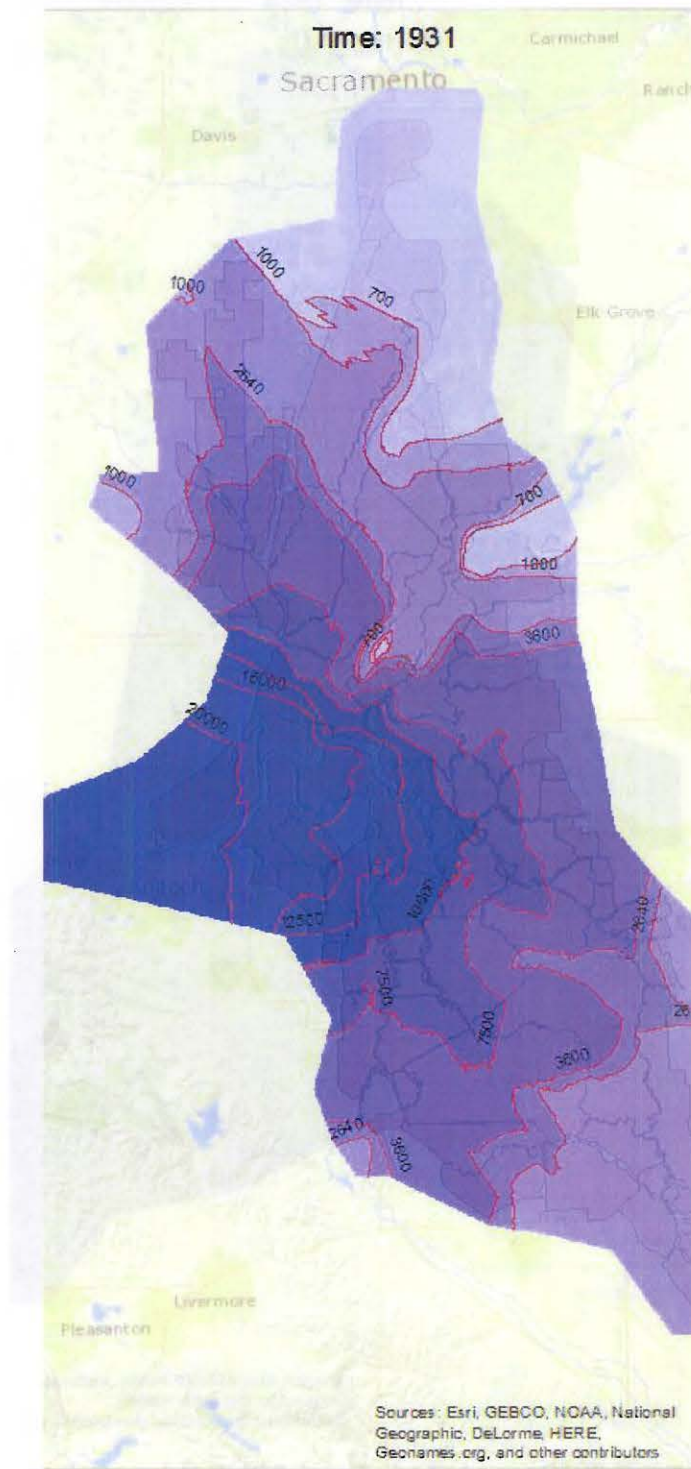 Time: 1931
Carmichael
Sacramento
Davis
1000
1000
700
Elk Grove
2640
1000
700
1000
700
3600
16000
20000
12500
10000
2640
7500
7500
26
3600
2640
3600
Livermore
Pleasanton
Sources: Esri, GEBCO, NOAA, National
Geographic, DeLorme, HERE,
Geonames.org, and other contributors